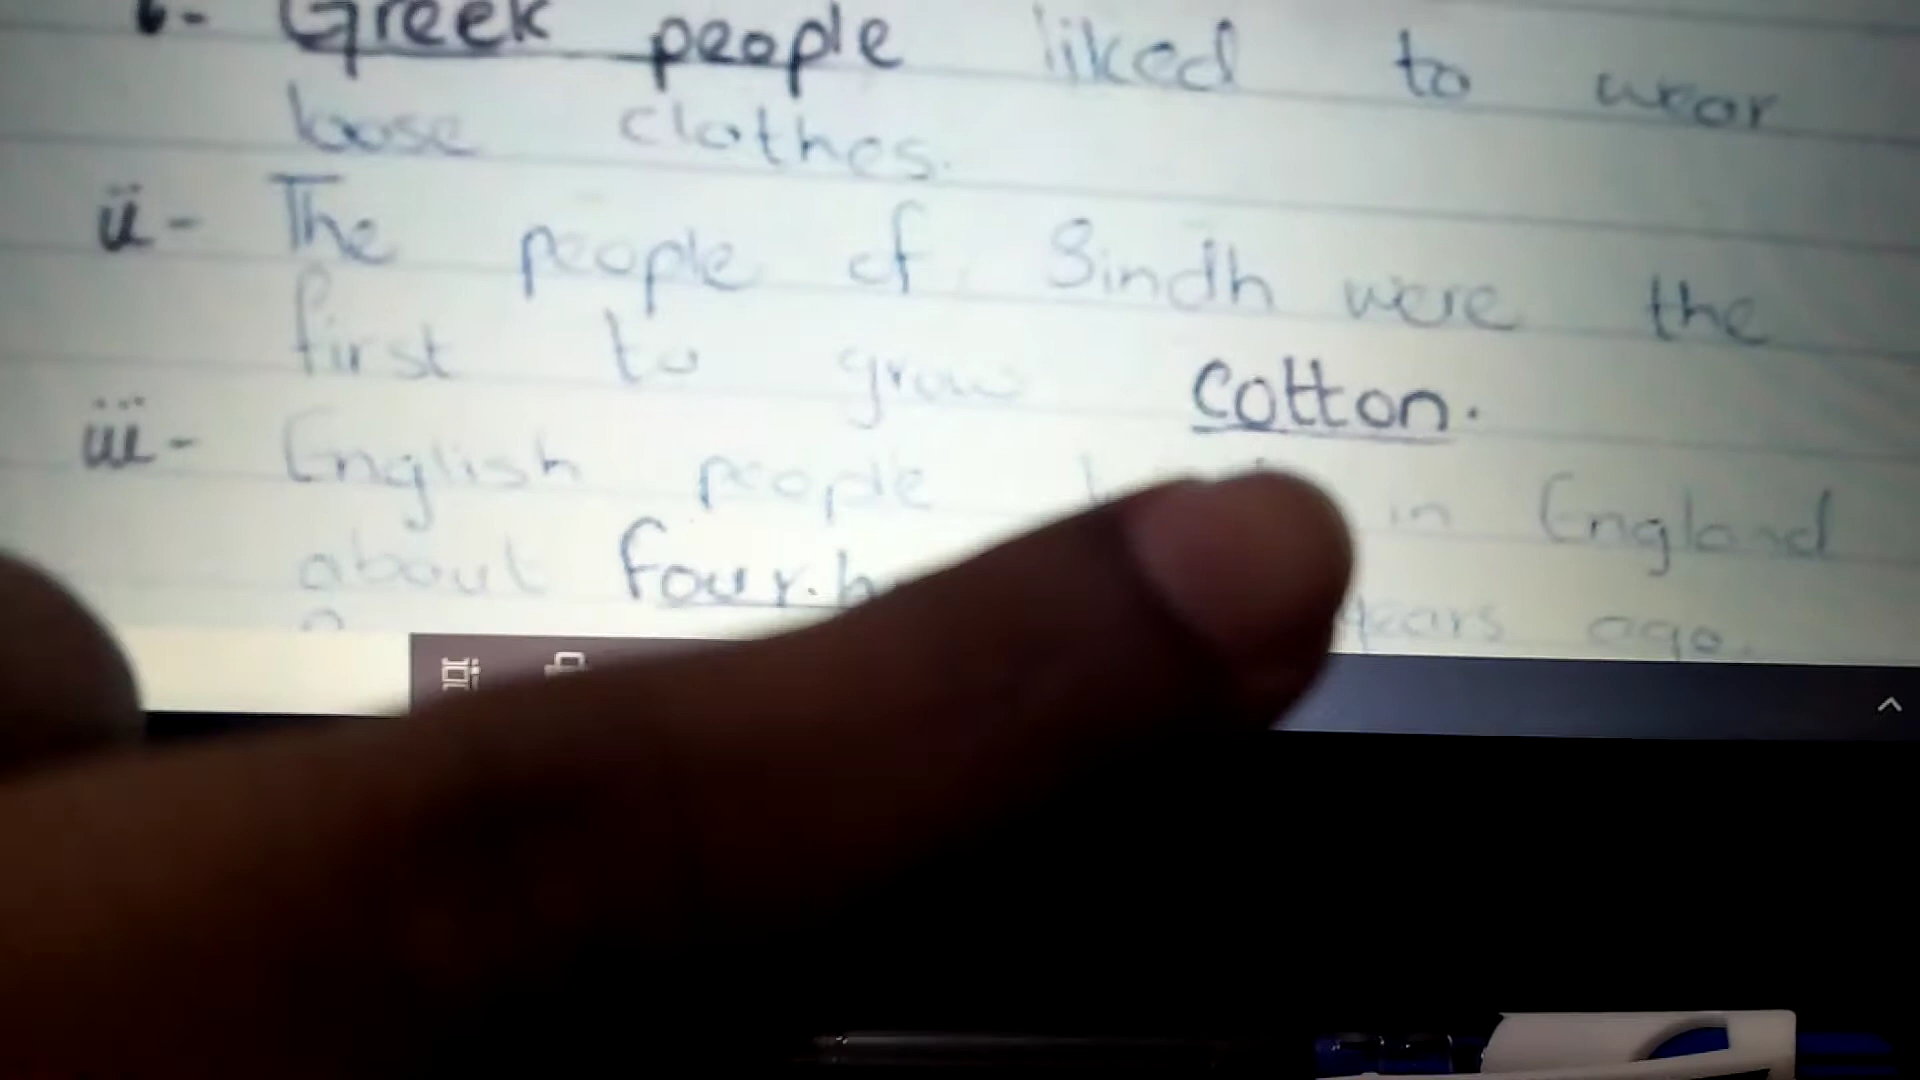 i- Greek people liked to wear
loose clothes.
ii- The people of Sindh were the
first to grow cotton.
iii- English people in England
about four years ago.